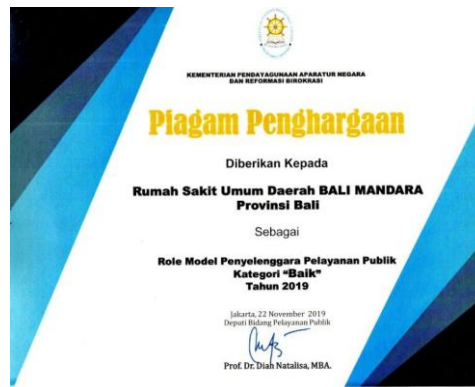 KEMENTERIAN PENDAYAGUNAAN APARATUR NEGARA
DAN REFORMASI BIROKRASI
Piagam Penghargaan
Diberikan Kepada
Rumah Sakit Umum Daerah BALI MANDARA
Provinsi Bali
Sebagai
Role Model Penyelenggara Pelayanan Publik
Kategori “Baik”
Tahun 2019
Jakarta, 22 November 2019
Deputi Bidang Pelayanan Publik
Prof. Dr. Diah Natalisa, MBA.